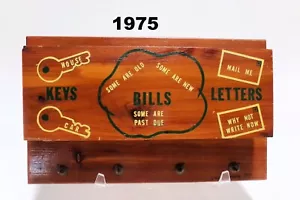 1975
HOUSE
KEYS
CAR
SOME ARE OLD
SOME ARE NEW
BILLS
SOME ARE
PAST DUE
MAIL ME
LETTERS
WHY NOT
WRITE NOW